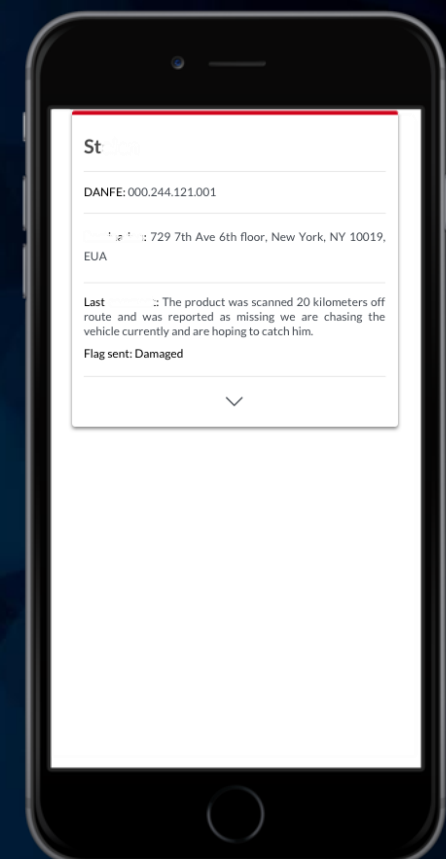 St
DANFE: 000.244.121.001
: 729 7th Ave 6th floor, New York, NY 10019,
EUA
Last : The product was scanned 20 kilometers off
route and was reported as missing we are chasing the
vehicle currently and are hoping to catch him.
Flag sent: Damaged